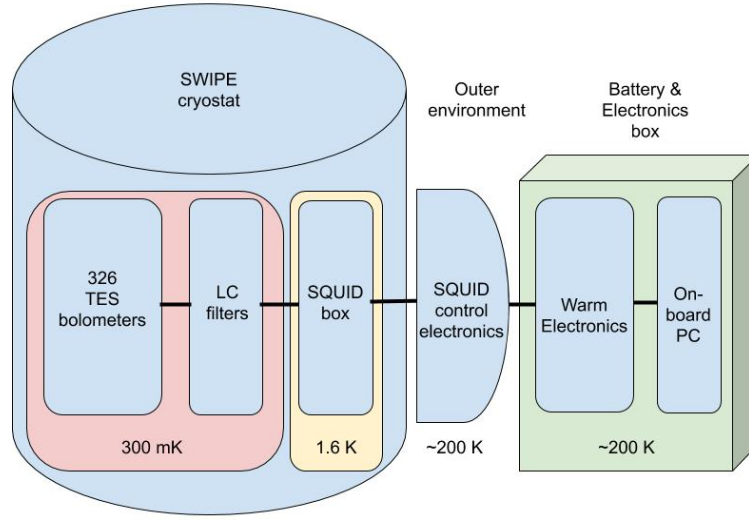 SWIPE
cryostat
Outer
environment
Battery &
Electronics
box
326
TES
bolometers
LC
filters
SQUID
box
SQUID
control
electronics
Warm
Electronics
On-
board
PC
300 mK
1.6 K
~200 K
~200 K